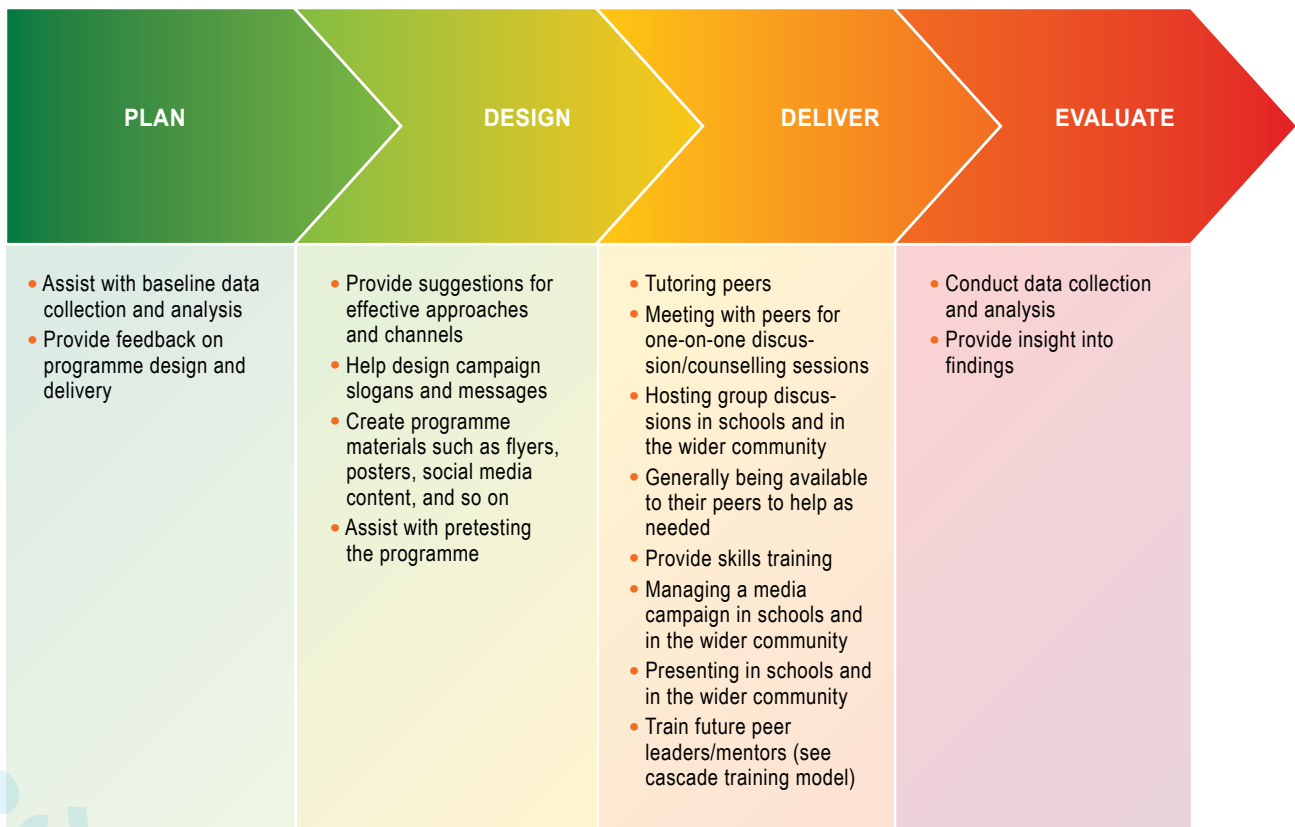 PLAN
DESIGN
DELIVER
EVALUATE
• Assist with baseline data
collection and analysis
• Provide feedback on
programme design and
delivery
• Provide suggestions for
effective approaches
and channels
• Help design campaign
slogans and messages
• Create programme
materials such as flyers,
posters, social media
content, and so on
• Assist with pretesting
the programme
• Tutoring peers
• Meeting with peers for
one-on-one discus-
sion/counselling sessions
• Hosting group discus-
sions in schools and in
the wider community
• Generally being available
to their peers to help as
needed
• Provide skills training
• Managing a media
campaign in schools and
in the wider community
• Presenting in schools and
in the wider community
• Train future peer
leaders/mentors (see
cascade training model)
• Conduct data collection
and analysis
• Provide insight into
findings